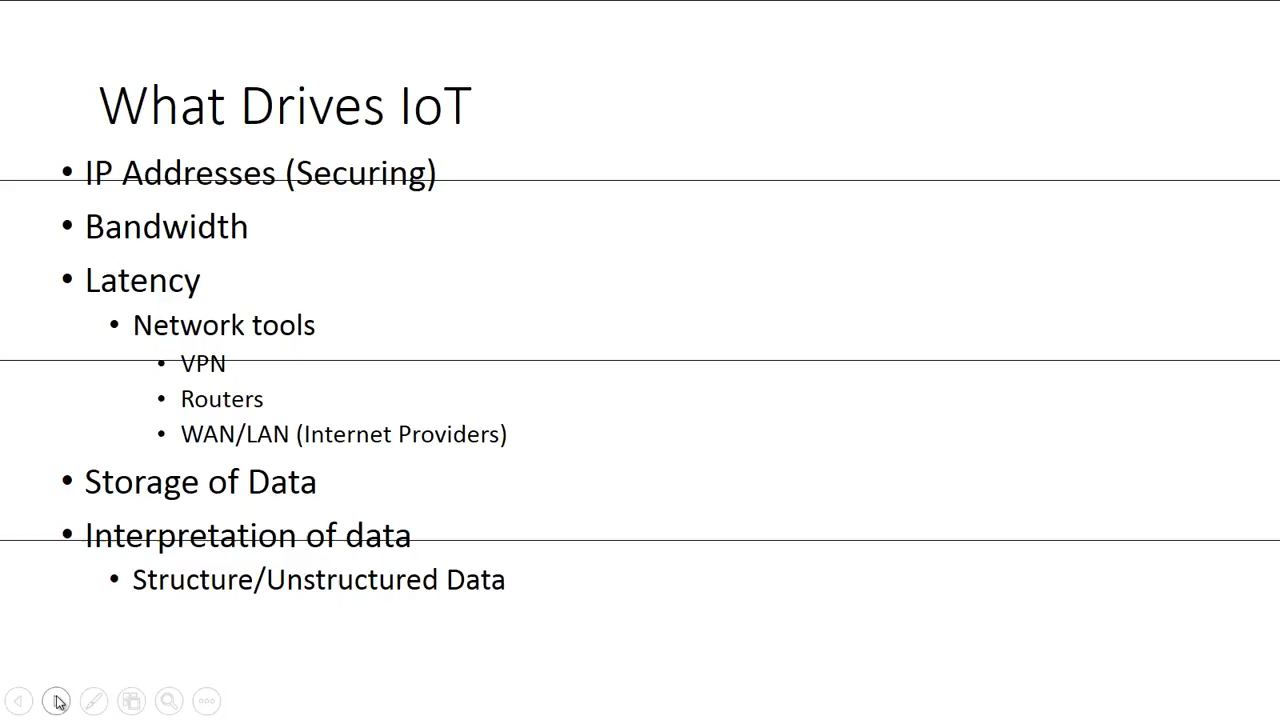 What Drives IoT
• IP Addresses (Securing)
• Bandwidth
• Latency
• Network tools
• VPN
• Routers
• WAN/LAN (Internet Providers)
• Storage of Data
• Interpretation of data
• Structure/Unstructured Data